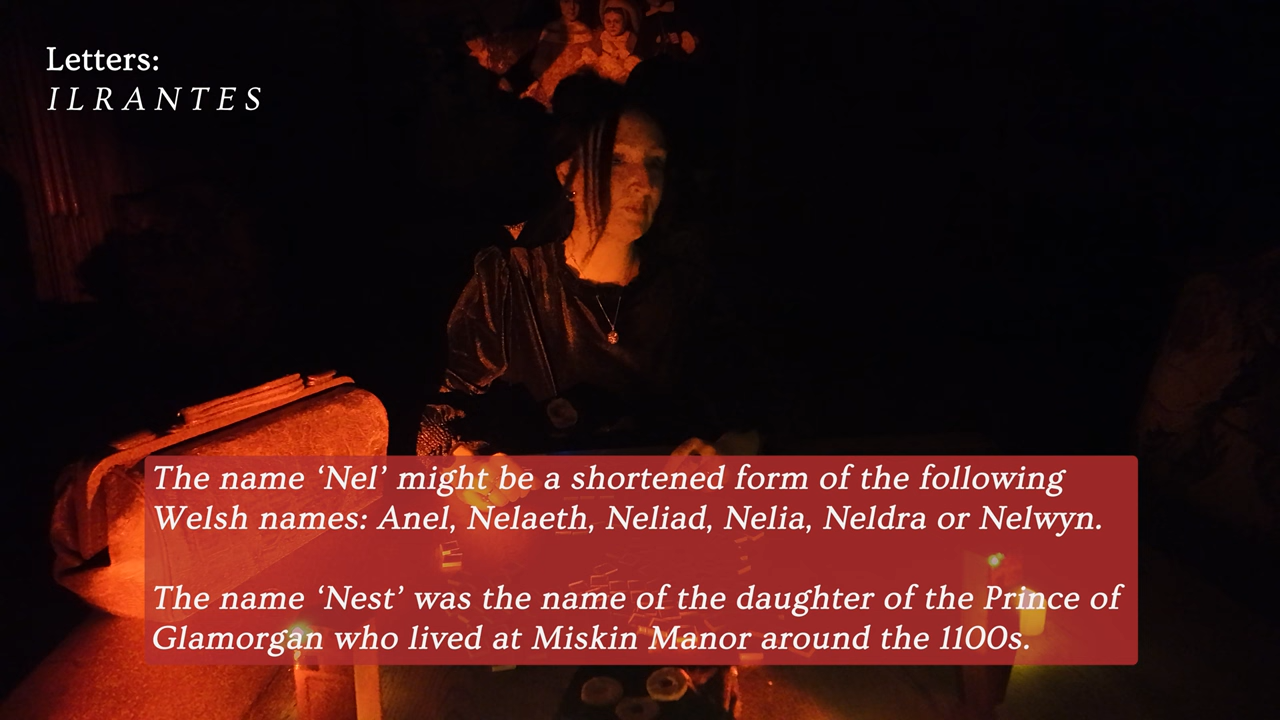 Letters:
I L R A N T E S
The name ‘Nel’ might be a shortened form of the following
Welsh names: Anel, Nelaeth, Neliad, Nelia, Neldra or Nelwyn.
The name ‘Nest’ was the name of the daughter of the Prince of
Glamorgan who lived at Miskin Manor around the 1100s.